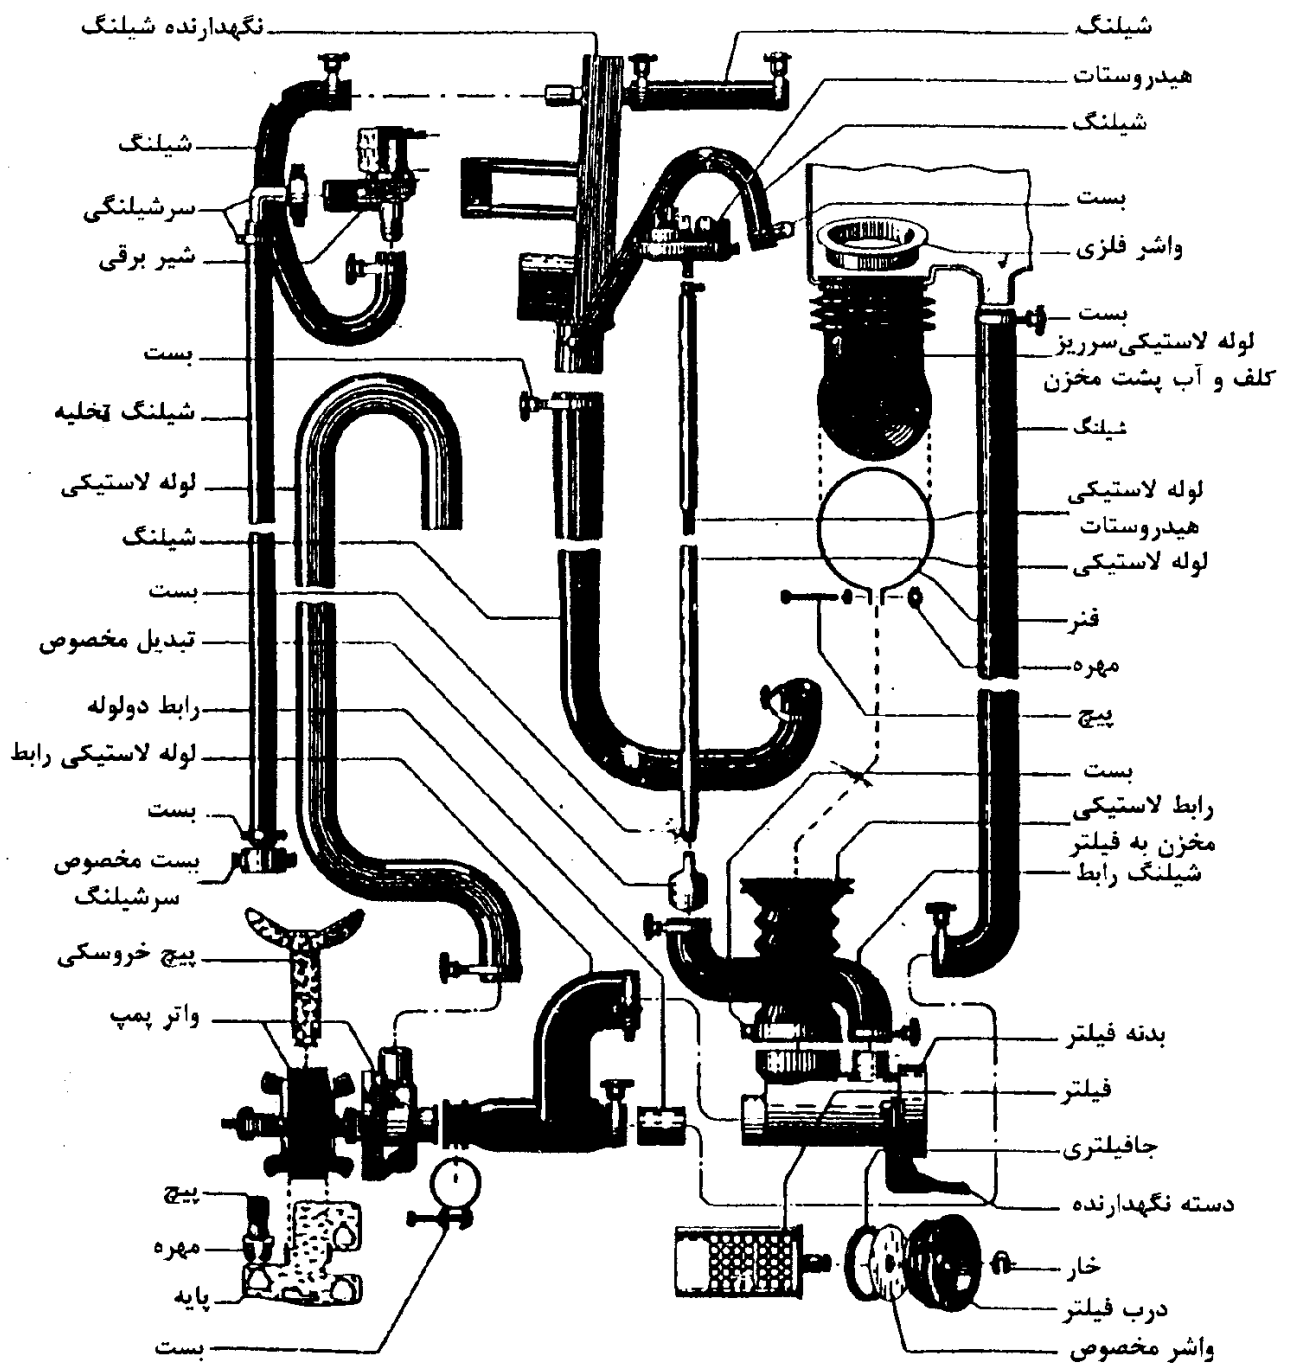 شیلنگ
هیدروستات
شیلنگ
بست
واشر فلزی
بست
لوله لاستیکی سرریز
کلف و آب پشت مخزن
شیلنگ
لوله لاستیکی
هیدروستات
لوله لاستیکی
فنر
مهره
پیچ
بست
رابط لاستیکی
مخزن به فیلتر
شیلنگ رابط
بدنه فیلتر
فیلتر
جافیلتری
دسته نگهدارنده
خار
درب فیلتر
واشر مخصوص
نگهدارنده شیلنگ
شیلنگ
سرشیلنگی
شیر برقی
بست
شیلنگ تخلیه
لوله لاستیکی
شیلنگ
بست
تبدیل مخصوص
رابط دولوله
لوله لاستیکی رابط
بست
بست مخصوص
سرشیلنگ
پیچ خروسکی
واتر پمپ
پیچ
مهره
پایه
بست